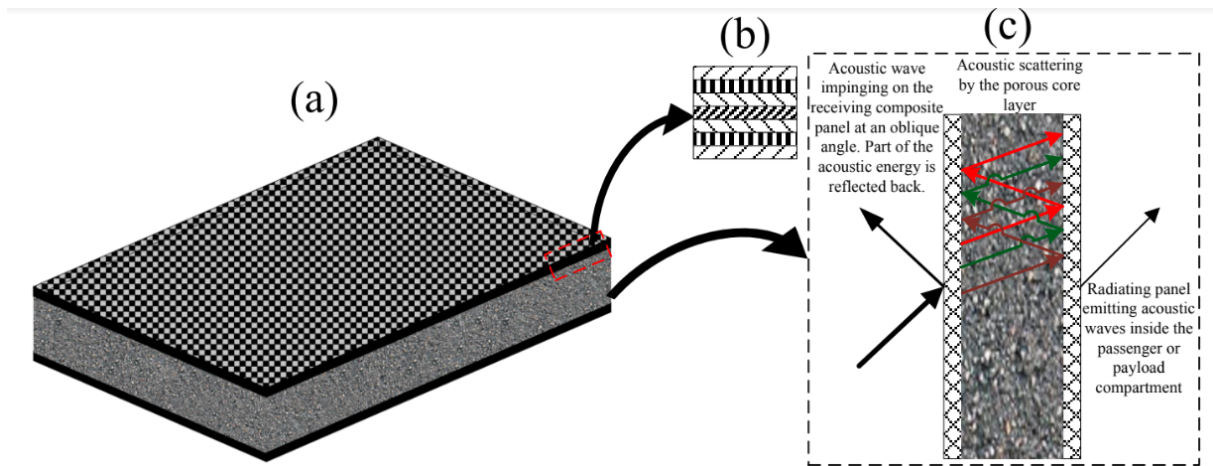 (a)
(b)
(c)
Acoustic wave
impinging on the
receiving composite
panel at an oblique
angle. Part of the
acoustic energy is
reflected back.
Acoustic scattering
by the porous core
layer
Radiating panel
emitting acoustic
waves inside the
passenger or
payload
compartment